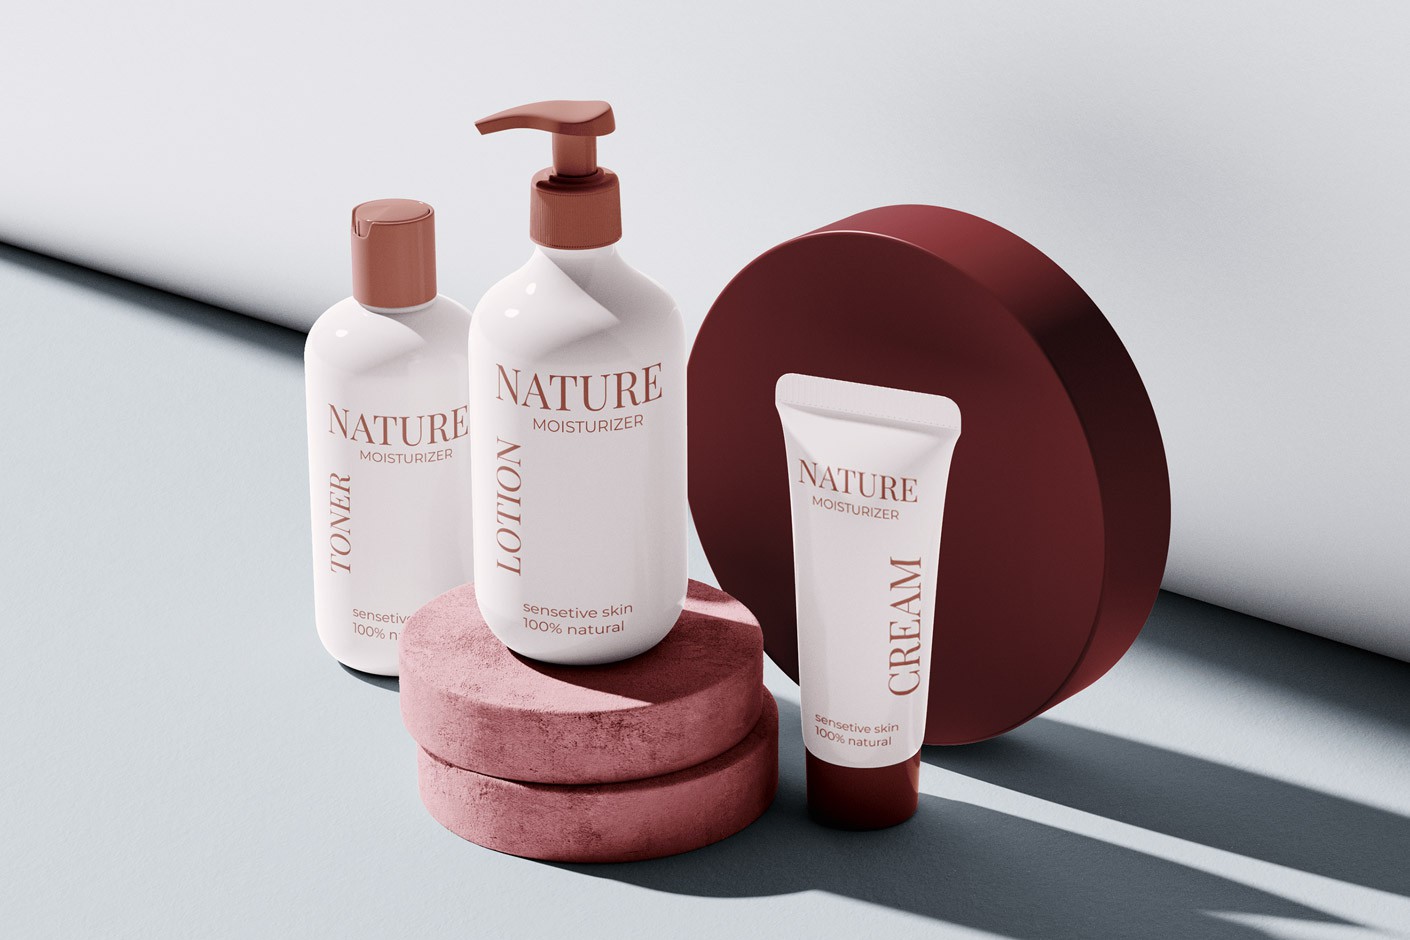 NATURE
MOISTURIZER
TONER
sensetive
100%
NATURE
MOISTURIZER
LOTION
sensetive skin
100% natural
NATURE
MOISTURIZER
CREAM
sensetive skin
100% natural